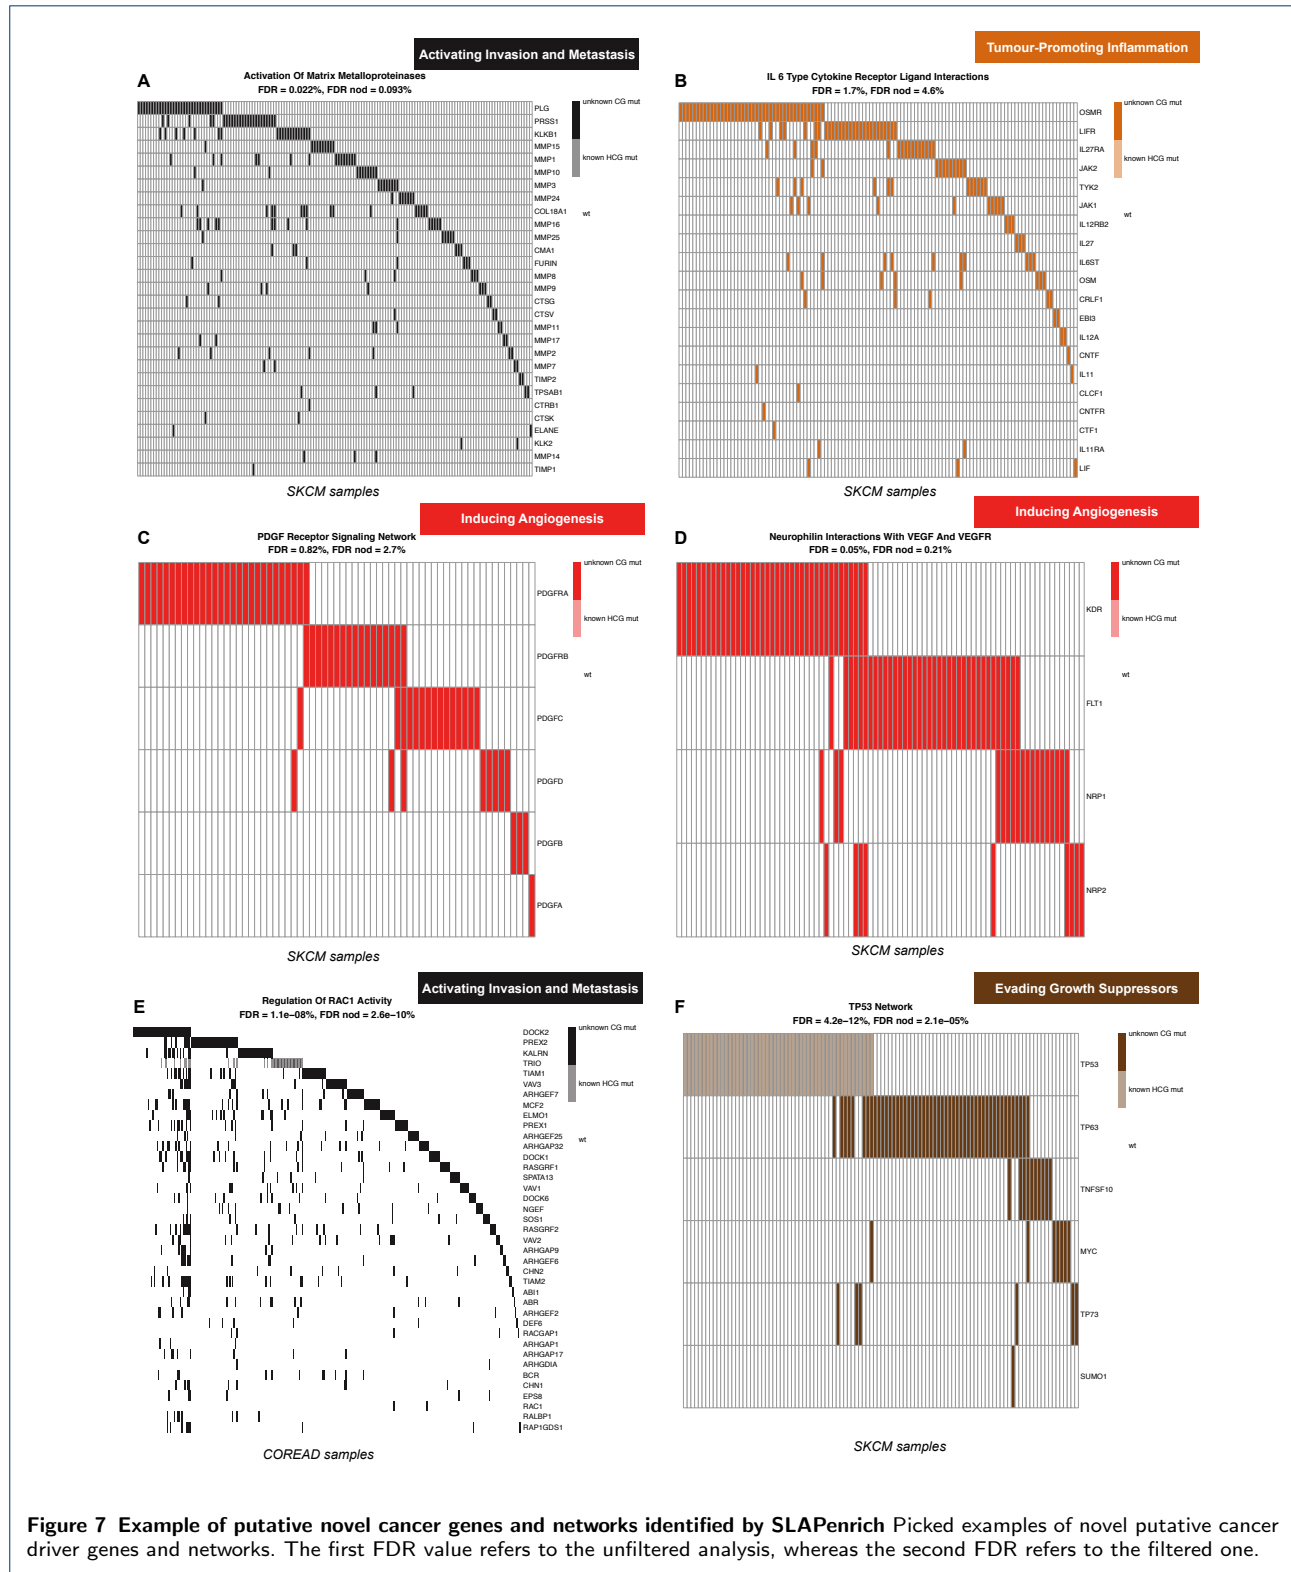 Activating Invasion and Metastasis
A
Activation Of Matrix Metalloproteinases
FDR = 0.022%, FDR nod = 0.093%
unknown CG mut
known HCG mut
wt
PLG
PRSS1
KLKB1
MMP15
MMP1
MMP10
MMP3
MMP24
COL18A1
MMP16
MMP25
CMA1
FURIN
MMP8
MMP9
CTSG
CTSV
MMP11
MMP17
MMP2
MMP7
TIMP2
TPSAB1
CTRB1
CTSK
ELANE
KLK2
MMP14
TIMP1
SKCM samples
Tumour-Promoting Inflammation
B
IL 6 Type Cytokine Receptor Ligand Interactions
FDR = 1.7%, FDR nod = 4.6%
unknown CG mut
known HCG mut
wt
OSMR
LIFR
IL27RA
JAK2
TYK2
JAK1
IL12RB2
IL27
IL6ST
OSM
CRLF1
EBI3
IL12A
CNTF
IL11
CLCF1
CNTFR
CTF1
IL11RA
LIF
SKCM samples
Inducing Angiogenesis
C
PDGF Receptor Signaling Network
FDR = 0.82%, FDR nod = 2.7%
unknown CG mut
known HCG mut
wt
PDGFRA
PDGFRB
PDGFC
PDGFD
PDGFB
PDGFA
SKCM samples
Inducing Angiogenesis
D
Neurophilin Interactions With VEGF And VEGFR
FDR = 0.05%, FDR nod = 0.21%
unknown CG mut
known HCG mut
wt
KDR
FLT1
NRP1
NRP2
SKCM samples
Activating Invasion and Metastasis
E
Regulation Of RAC1 Activity
FDR = 1.1e−08%, FDR nod = 2.6e−10%
unknown CG mut
known HCG mut
wt
DOCK2
PREX2
KALRN
TRIO
TIAM1
VAV3
ARHGEF7
MCF2
ELMO1
PREX1
ARHGEF25
ARHGAP32
DOCK1
RASGRF1
SPATA13
VAV1
DOCK6
NGEF
SOS1
RASGRF2
VAV2
ARHGAP9
ARHGEF6
CHN2
TIAM2
ABI1
ABR
ARHGEF2
DEF6
RACGAP1
ARHGAP1
ARHGAP17
ARHGDIA
BCR
CHN1
EPS8
RAC1
RALBP1
RAP1GDS1
COREAD samples
Evading Growth Suppressors
F
TP53 Network
FDR = 4.2e−12%, FDR nod = 2.1e−05%
unknown CG mut
known HCG mut
wt
TP53
TP63
TNFSF10
MYC
TP73
SUMO1
SKCM samples
Figure 7 Example of putative novel cancer genes and networks identified by SLAPenrich Picked examples of novel putative cancer
driver genes and networks. The first FDR value refers to the unfiltered analysis, whereas the second FDR refers to the filtered one.